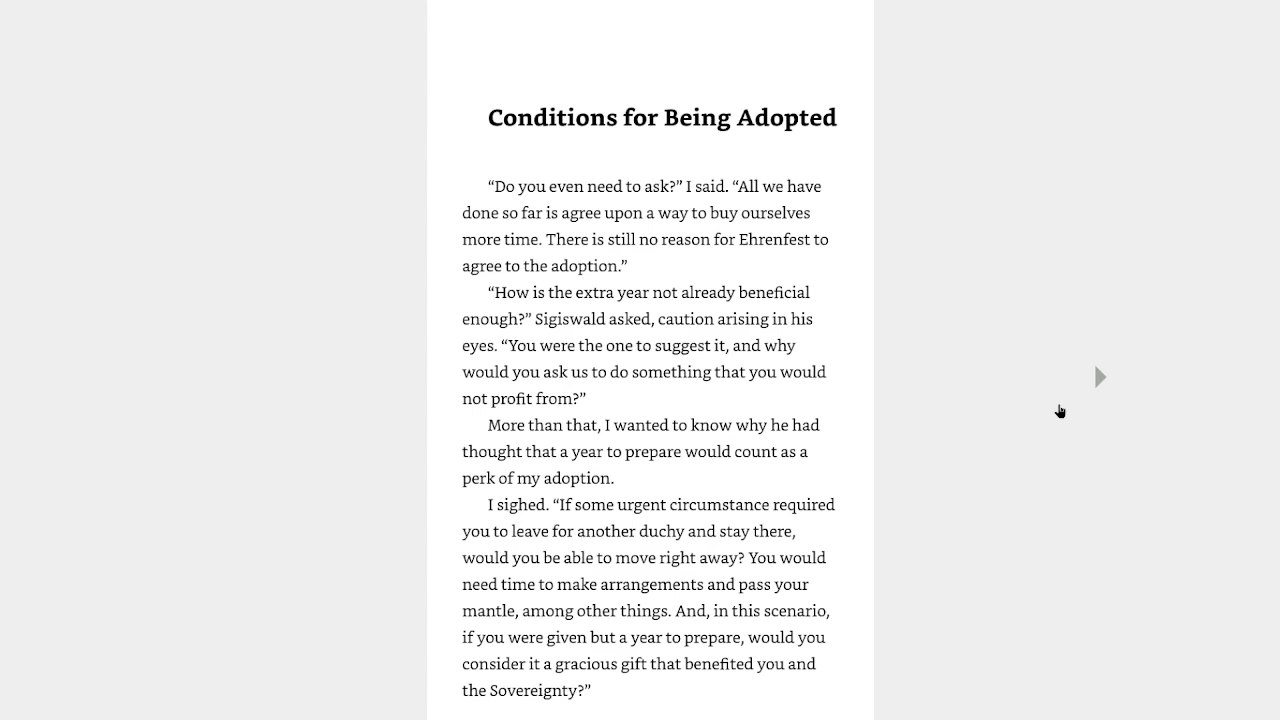 Conditions for Being Adopted
“Do you even need to ask?” I said. “All we have
done so far is agree upon a way to buy ourselves
more time. There is still no reason for Ehrenfest to
agree to the adoption.”
“How is the extra year not already beneficial
enough?” Sigiswald asked, caution arising in his
eyes. “You were the one to suggest it, and why
would you ask us to do something that you would
not profit from?”
More than that, I wanted to know why he had
thought that a year to prepare would count as a
perk of my adoption.
I sighed. “If some urgent circumstance required
you to leave for another duchy and stay there,
would you be able to move right away? You would
need time to make arrangements and pass your
mantle, among other things. And, in this scenario,
if you were given but a year to prepare, would you
consider it a gracious gift that benefited you and
the Sovereignty?”